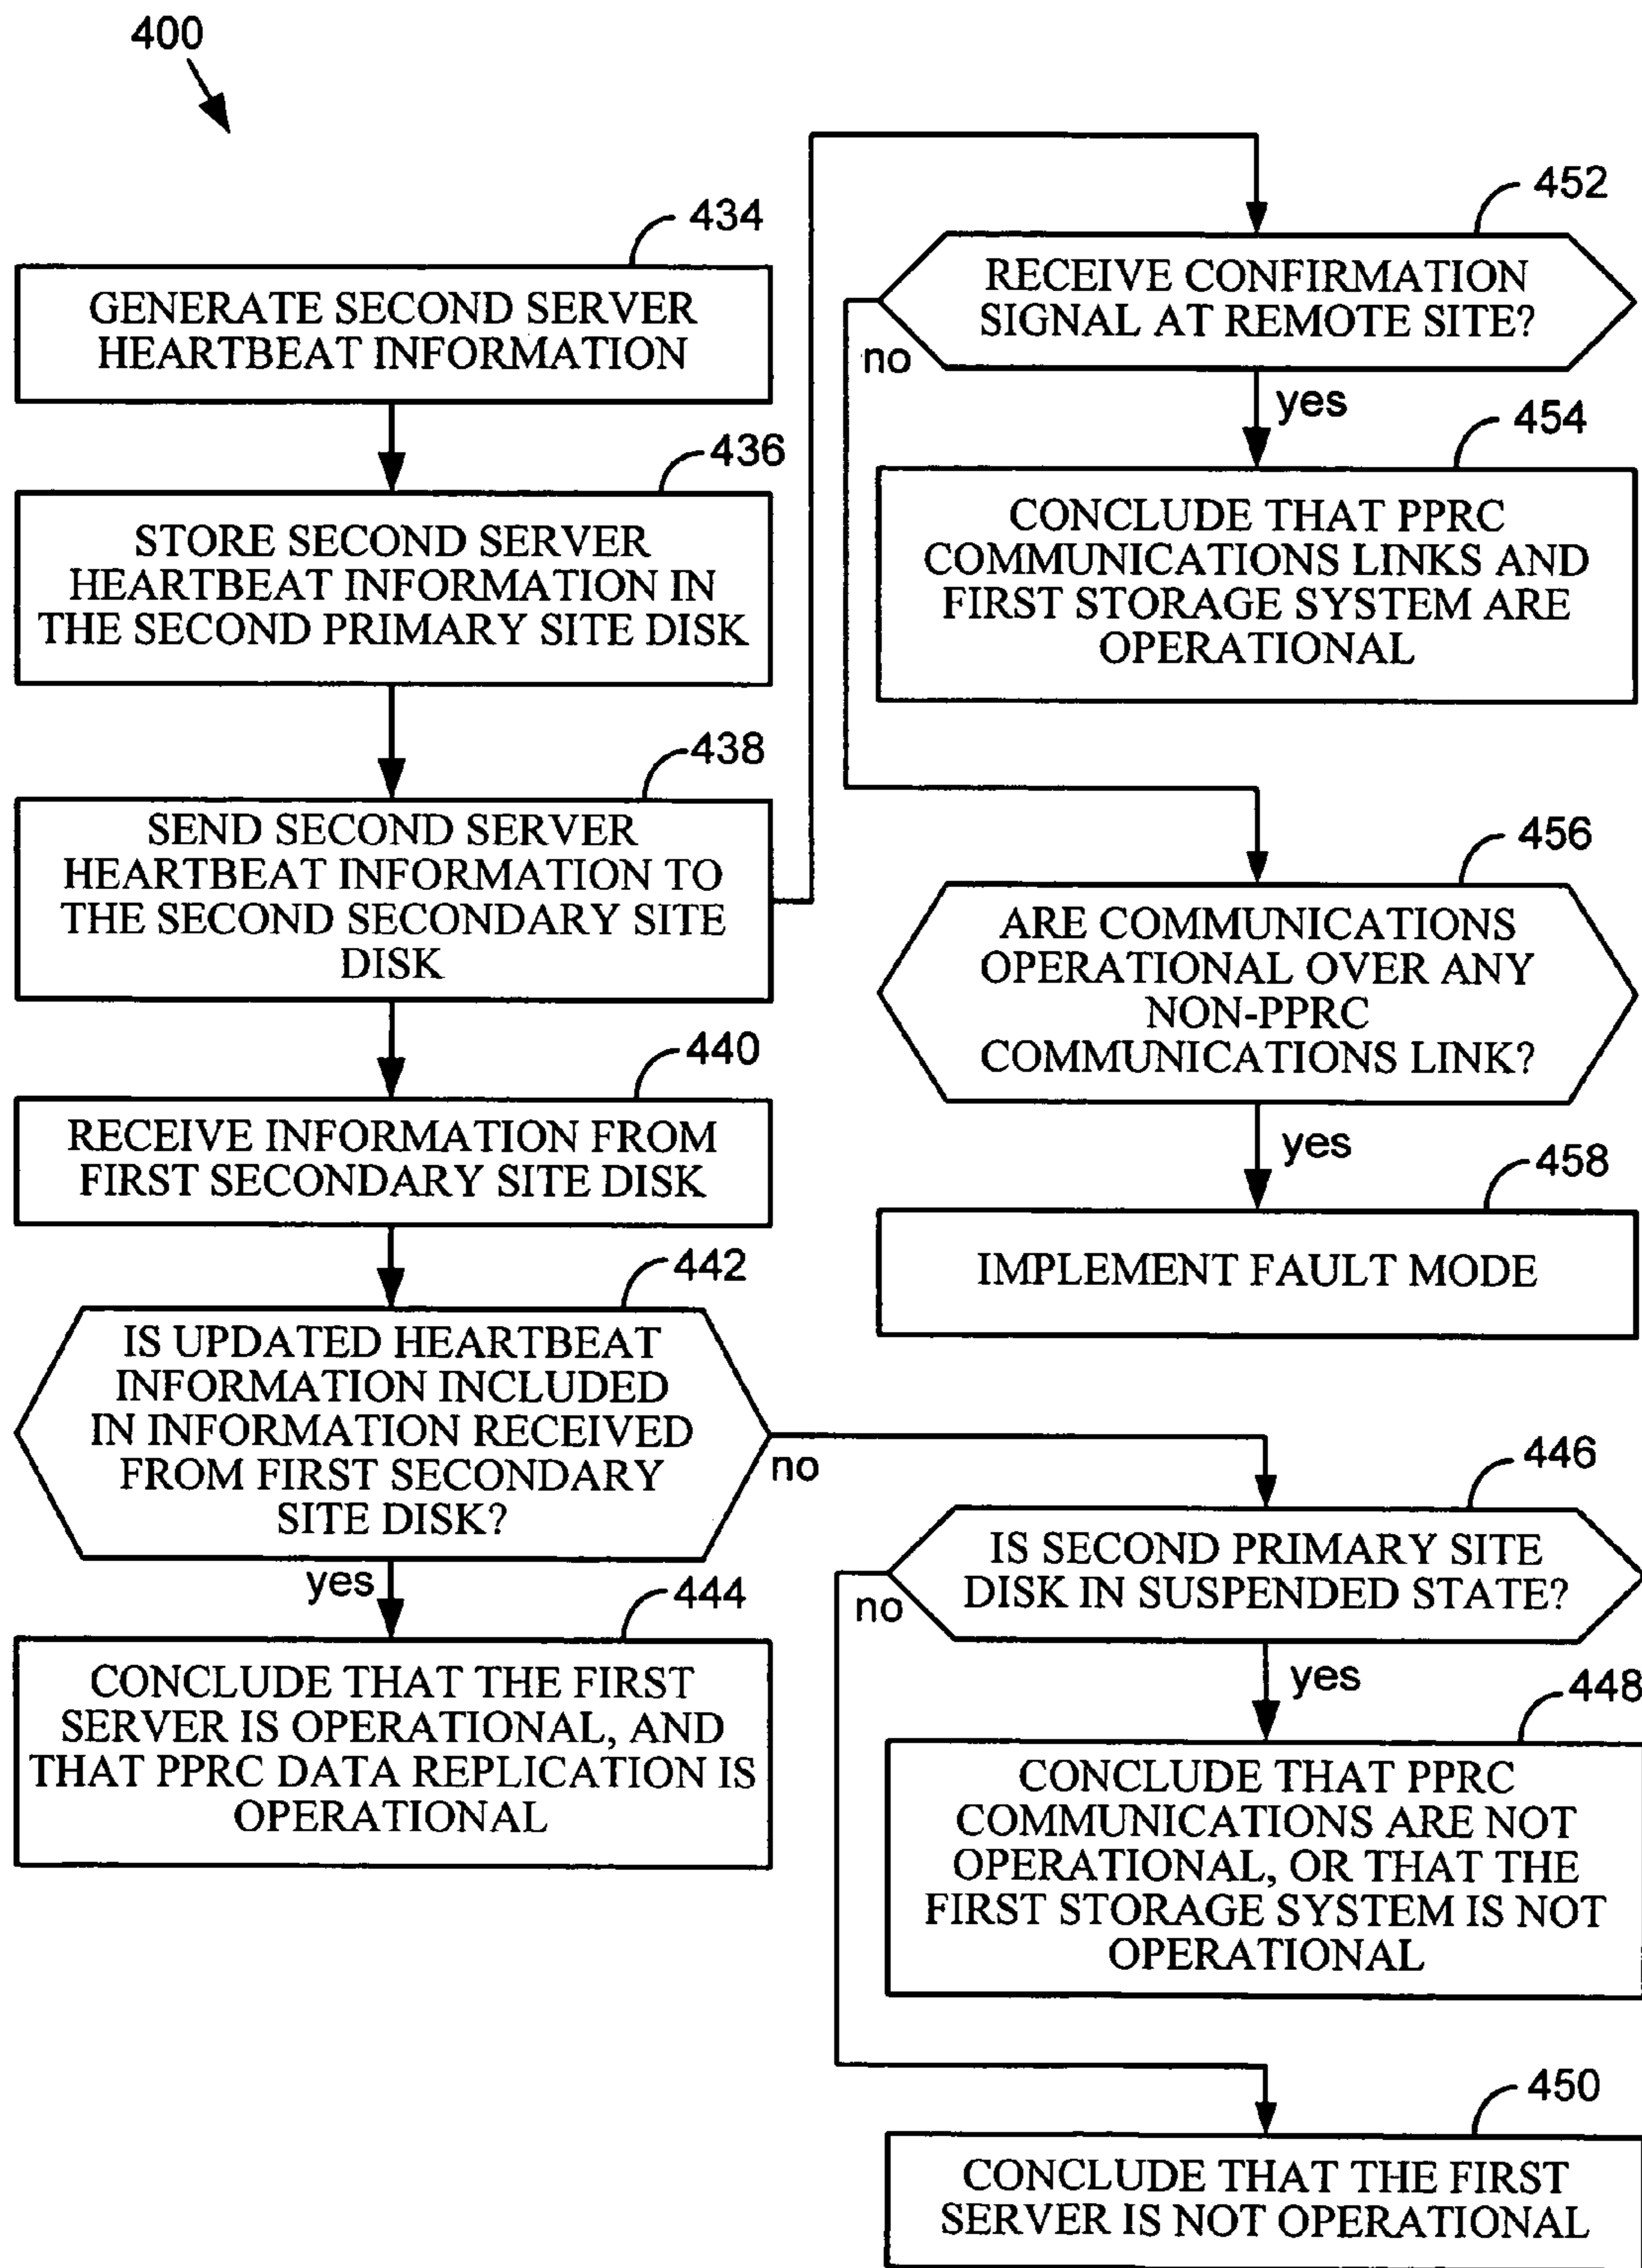 400
434
GENERATE SECOND SERVER
HEARTBEAT INFORMATION
436
STORE SECOND SERVER
HEARTBEAT INFORMATION IN
THE SECOND PRIMARY SITE DISK
438
SEND SECOND SERVER
HEARTBEAT INFORMATION TO
THE SECOND SECONDARY SITE
DISK
440
RECEIVE INFORMATION FROM
FIRST SECONDARY SITE DISK
442
IS UPDATED HEARTBEAT
INFORMATION INCLUDED
IN INFORMATION RECEIVED
FROM FIRST SECONDARY
SITE DISK?
no
yes
444
CONCLUDE THAT THE FIRST
SERVER IS OPERATIONAL, AND
THAT PPRC DATA REPLICATION IS
OPERATIONAL
452
RECEIVE CONFIRMATION
SIGNAL AT REMOTE SITE?
no
yes
454
CONCLUDE THAT PPRC
COMMUNICATIONS LINKS AND
FIRST STORAGE SYSTEM ARE
OPERATIONAL
456
ARE COMMUNICATIONS
OPERATIONAL OVER ANY
NON-PPRC
COMMUNICATIONS LINK?
yes
458
IMPLEMENT FAULT MODE
446
IS SECOND PRIMARY SITE
DISK IN SUSPENDED STATE?
no
yes
448
CONCLUDE THAT PPRC
COMMUNICATIONS ARE NOT
OPERATIONAL, OR THAT THE
FIRST STORAGE SYSTEM IS NOT
OPERATIONAL
450
CONCLUDE THAT THE FIRST
SERVER IS NOT OPERATIONAL